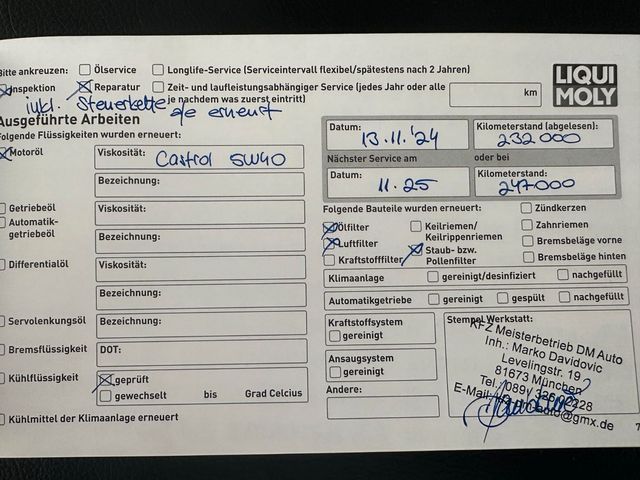 Bitte ankreuzen: Ölservice Longlife-Service (Serviceintervall flexibel/spätestens nach 2 Jahren)
LIQUI MOLY
Inspektion Reparatur Zeit- und laufleistungsabhängiger Service (jedes Jahr oder alle km
je nachdem was zuerst eintritt)
inkl. Steuerkette erneuert
Ausgeführte Arbeiten
Folgende Flüssigkeiten wurden erneuert:
Motoröl Viskosität: Castrol 5W40
Bezeichnung:
Getriebeöl Viskosität:
Automatik-
getriebeöl
Bezeichnung:
Differentialöl Viskosität:
Bezeichnung:
Servolenkungsöl Bezeichnung:
Bremsflüssigkeit DOT:
Kühlflüssigkeit geprüft
gewechselt bis Grad Celcius
Kühlmittel der Klimaanlage erneuert
Datum: 13.11.'24 Kilometerstand (abgelesen): 232000
Nächster Service am oder bei
Datum: 11.25 Kilometerstand: 247000
Folgende Bauteile wurden erneuert:
Ölfilter
Luftfilter
Kraftstofffilter
Keilriemen/
Keilrippenriemen
Staub- bzw.
Pollenfilter
Zündkerzen
Zahnriemen
Bremsbeläge vorne
Bremsbeläge hinten
Klimaanlage gereinigt/desinfiziert nachgefüllt
Automatikgetriebe gereinigt gespült nachgefüllt
Kraftstoffsystem
gereinigt
Ansaugsystem
gereinigt
Andere:
Stempel Werkstatt:
KFZ Meisterbetrieb DM Auto
Inh.: Marko Davidovic
Levelingstr. 19
81673 München
Tel.: 089/
E-Mail: @gmx.de